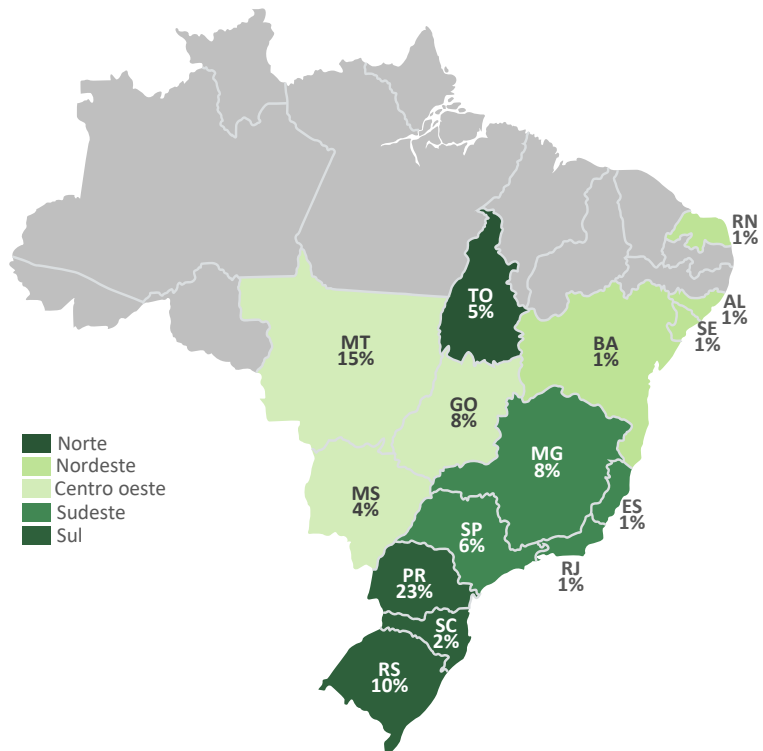 RN
1%
TO
5%
AL
1%
SE
1%
MT
15%
BA
1%
GO
8%
Norte
Nordeste
Centro oeste
Sudeste
Sul
MG
8%
MS
4%
ES
1%
SP
6%
RJ
1%
PR
23%
SC
2%
RS
10%